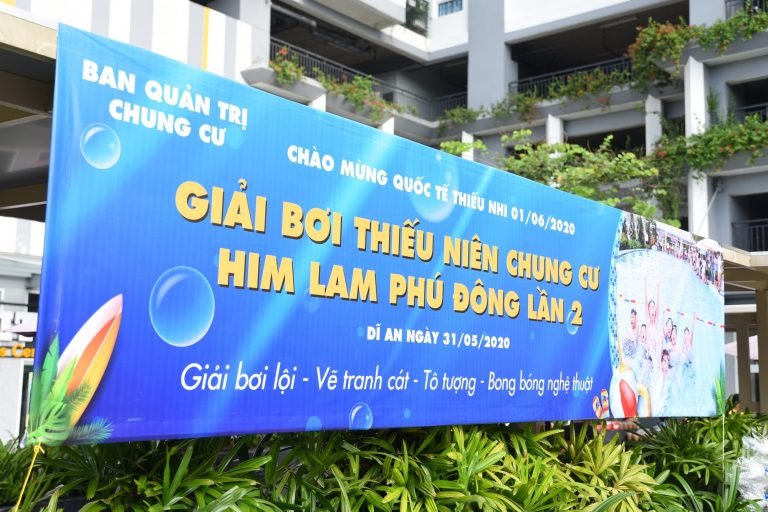 BAN QUẢN TRỊ
CHUNG CƯ
CHÀO MỪNG QUỐC TẾ THIẾU NHI 01/06/2020
GIẢI BƠI THIẾU NIÊN CHUNG CƯ
HIM LAM PHÚ ĐÔNG LẦN 2
DĨ AN NGÀY 31/05/2020
Giải bơi lội - Vẽ tranh cát - Tô tượng - Bong bóng nghệ thuật